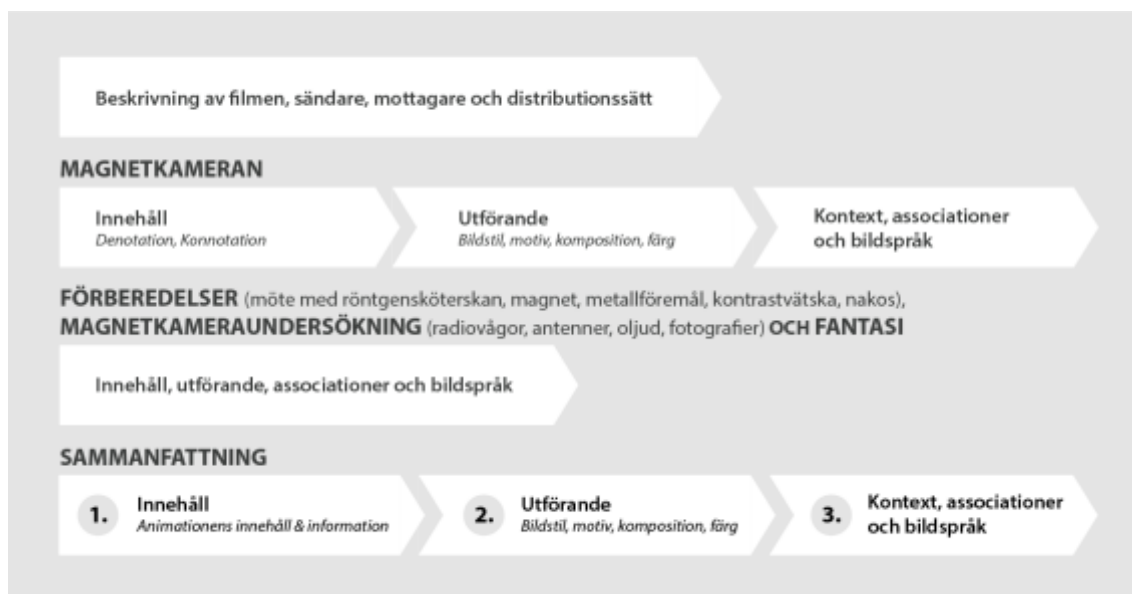 Beskrivning av filmen, sändare, mottagare och distributionssätt
MAGNETKAMERAN
Innehåll
Denotation, Konnotation
Utförande
Bildstil, motiv, komposition, färg
Kontext, associationer
och bildspråk
FÖRBEREDELSER (möte med röntgensköterskan, magnet, metallföremål, kontrastvätska, nakos),
MAGNETKAMERAUNDERSÖKNING (radiovågor, antenner, oljud, fotografier) OCH FANTASI
Innehåll, utförande, associationer och bildspråk
SAMMANFATTNING
1.
Innehåll
Animationens innehåll & information
2.
Utförande
Bildstil, motiv, komposition, färg
3.
Kontext, associationer
och bildspråk